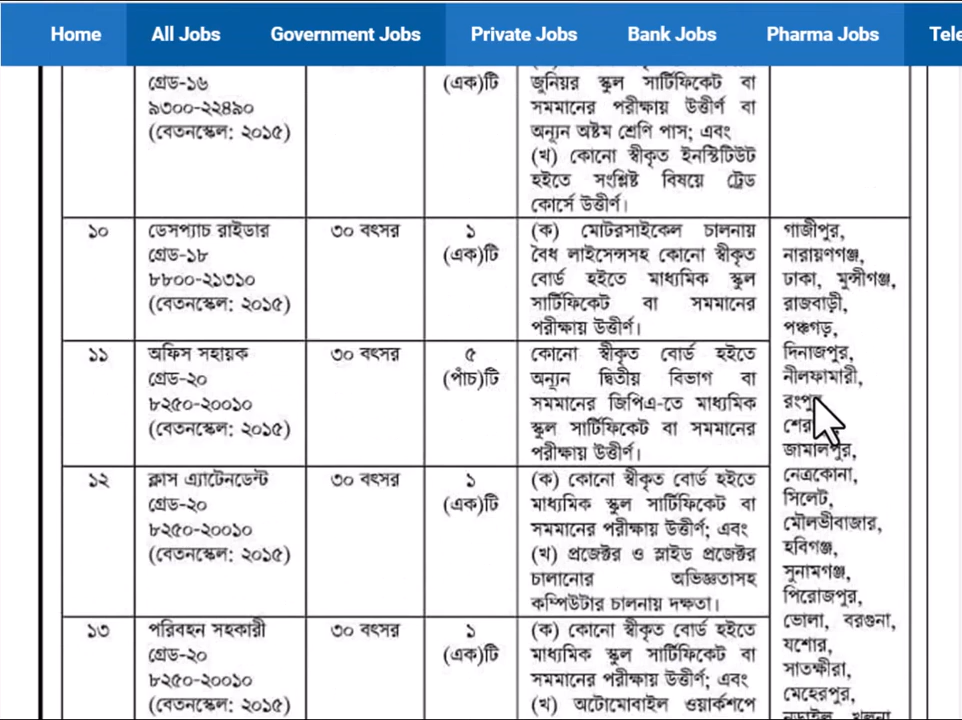 Home All Jobs Government Jobs Private Jobs Bank Jobs Pharma Jobs
গ্রেড-১৬
৯৩০০-২২৪৯০
(বেতনস্কেল: ২০১৫)
(এক)টি
জুনিয়র স্কুল সার্টিফিকেট বা
সমমানের পরীক্ষায় উত্তীর্ণ বা
অন্যূন অষ্টম শ্রেণি পাস; এবং
(খ) কোনো স্বীকৃত ইনস্টিটিউট
হইতে সংশ্লিষ্ট বিষয়ে ট্রেড
কোর্সে উত্তীর্ণ।
১০
ডেসপ্যাচ রাইডার
গ্রেড-১৮
৮৮০০-২১৩১০
(বেতনস্কেল: ২০১৫)
৩০ বৎসর
১
(এক)টি
(ক) মোটরসাইকেল চালনায়
বৈধ লাইসেন্সসহ কোনো স্বীকৃত
বোর্ড হইতে মাধ্যমিক স্কুল
সার্টিফিকেট বা সমমানের
পরীক্ষায় উত্তীর্ণ।
১১
অফিস সহায়ক
গ্রেড-২০
৮২৫০-২০০১০
(বেতনস্কেল: ২০১৫)
৩০ বৎসর
৫
(পাঁচ)টি
কোনো স্বীকৃত বোর্ড হইতে
অন্যূন দ্বিতীয় বিভাগ বা
সমমানের জিপিএ-তে মাধ্যমিক
স্কুল সার্টিফিকেট বা সমমানের
পরীক্ষায় উত্তীর্ণ।
১২
ক্লাস এ্যাটেনডেন্ট
গ্রেড-২০
৮২৫০-২০০১০
(বেতনস্কেল: ২০১৫)
৩০ বৎসর
১
(এক)টি
(ক) কোনো স্বীকৃত বোর্ড হইতে
মাধ্যমিক স্কুল সার্টিফিকেট বা
সমমানের পরীক্ষায় উত্তীর্ণ; এবং
(খ) প্রজেক্টর ও স্লাইড প্রজেক্টর
চালানোর অভিজ্ঞতাসহ
কম্পিউটার চালনায় দক্ষতা।
১৩
পরিবহন সহকারী
গ্রেড-২০
৮২৫০-২০০১০
(বেতনস্কেল: ২০১৫)
৩০ বৎসর
১
(এক)টি
(ক) কোনো স্বীকৃত বোর্ড হইতে
মাধ্যমিক স্কুল সার্টিফিকেট বা
সমমানের পরীক্ষায় উত্তীর্ণ; এবং
(খ) অটোমোবাইল ওয়ার্কশপে
গাজীপুর,
নারায়ণগঞ্জ,
ঢাকা, মুন্সীগঞ্জ,
রাজবাড়ী,
পঞ্চগড়,
দিনাজপুর,
নীলফামারী,
জামালপুর,
নেত্রকোনা,
সিলেট,
মৌলভীবাজার,
হবিগঞ্জ,
সুনামগঞ্জ,
পিরোজপুর,
ভোলা, বরগুনা,
যশোর,
সাতক্ষীরা,
মেহেরপুর,